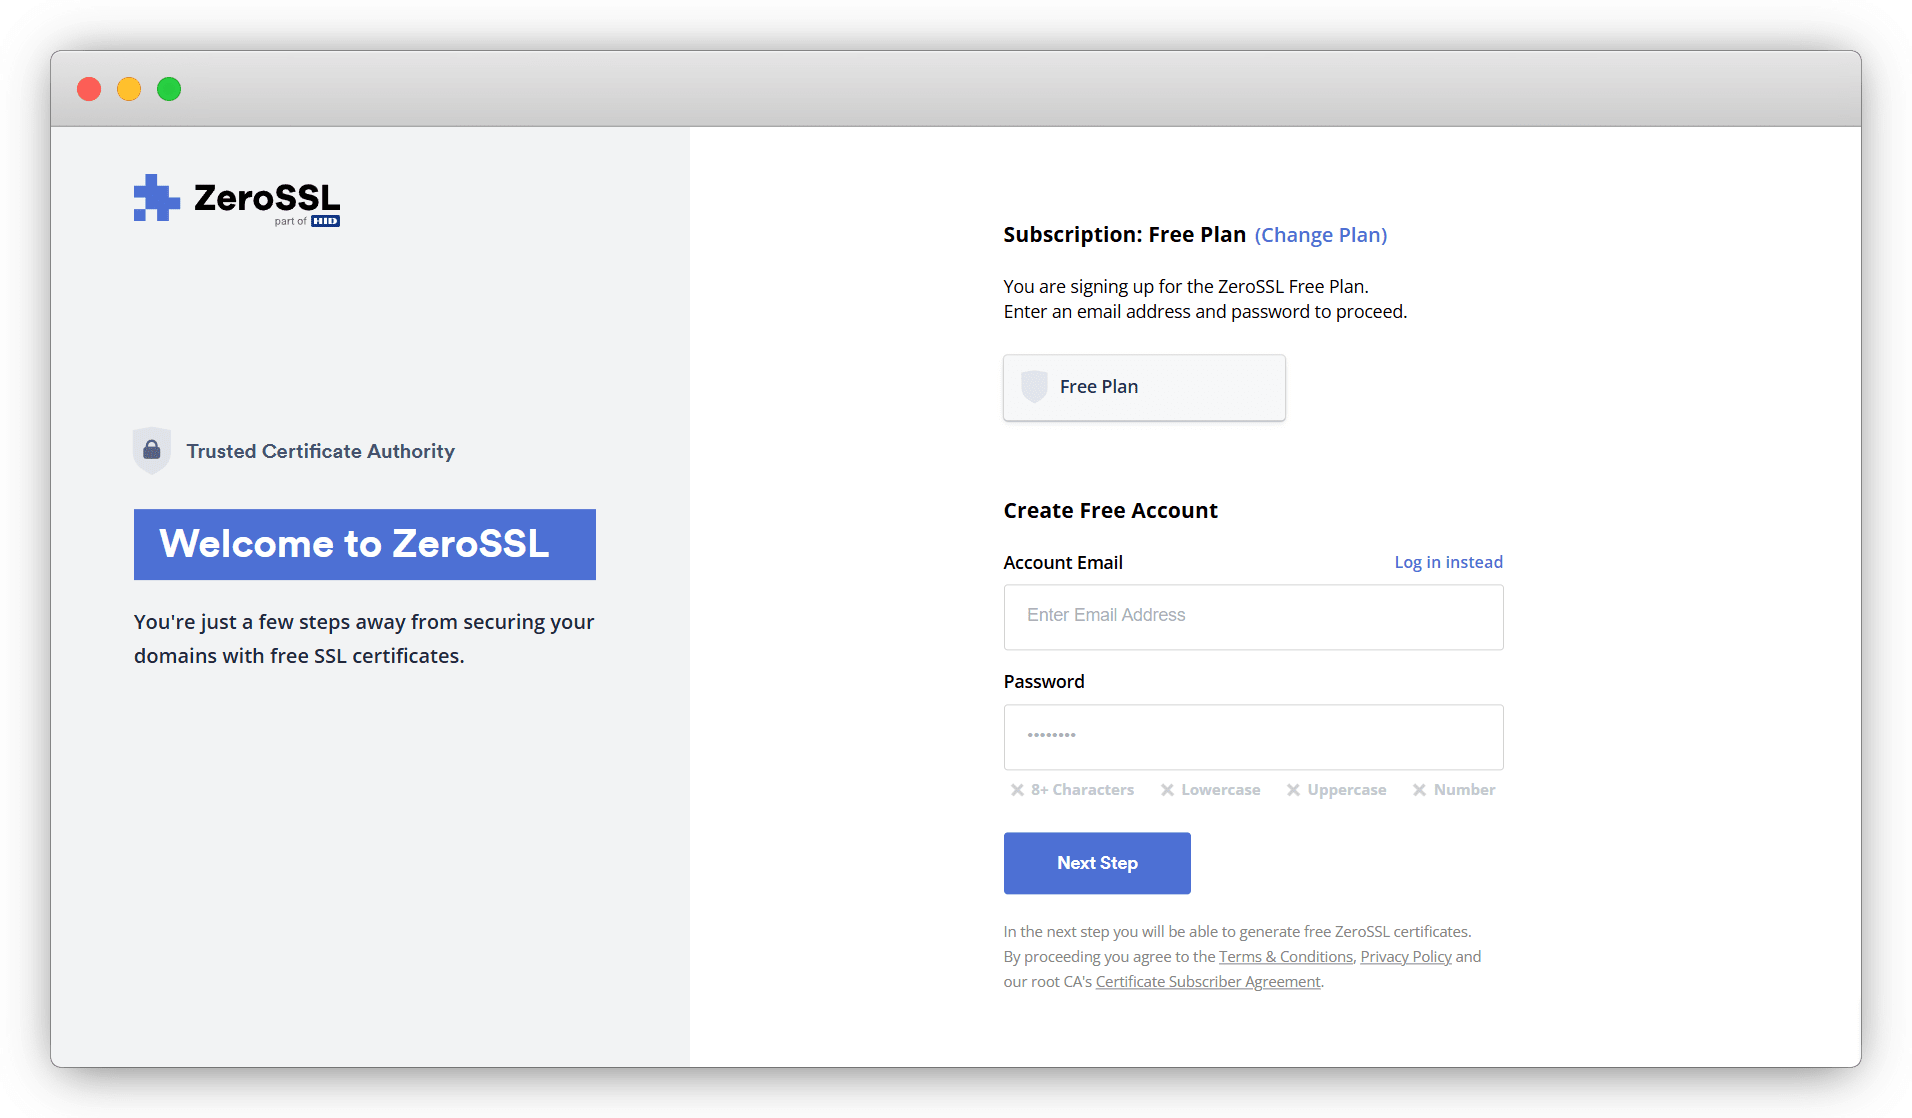 ZeroSSL
part of HID
Trusted Certificate Authority
Welcome to ZeroSSL
You're just a few steps away from securing your
domains with free SSL certificates.
Subscription: Free Plan (Change Plan)
You are signing up for the ZeroSSL Free Plan.
Enter an email address and password to proceed.
Free Plan
Create Free Account
Account Email Log in instead
Enter Email Address
Password
••••••••
8+ Characters Lowercase Uppercase Number
Next Step
In the next step you will be able to generate free ZeroSSL certificates.
By proceeding you agree to the Terms & Conditions, Privacy Policy and
our root CA's Certificate Subscriber Agreement.